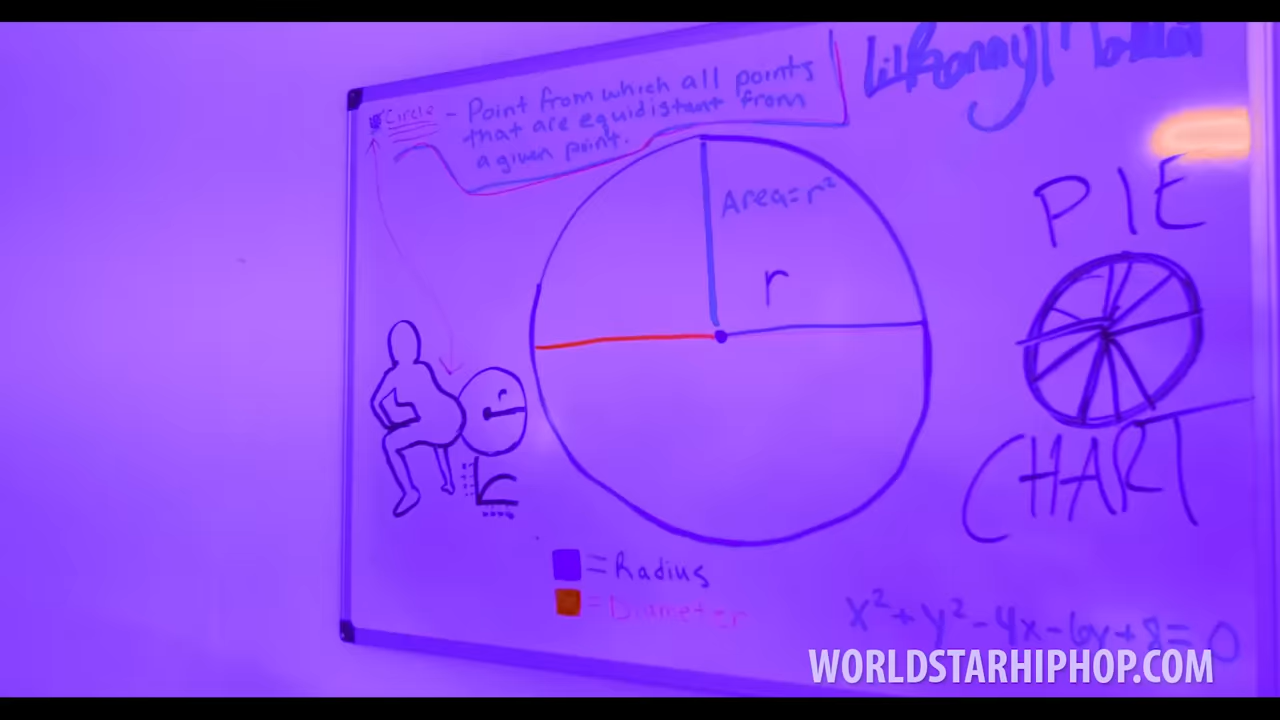 Circle - Point from which all points
that are equidistant from
a given point.
Area=r²
r
r
PIE
CHART
= Radius
= Diameter
x²+y²-4x-6y+8=0
WORLDSTARHIPHOP.COM